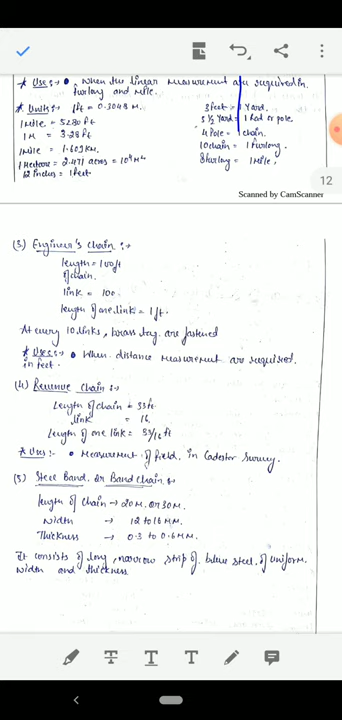 * Use :→ • When the linear measurement are required in
furlong and Mile.
* Units :→ 1ft = 0.3048 M.
1 Mile = 5280 ft
1 M = 3.28 ft
1 Mile = 1.609 KM.
1 Hectare = 2.471 acres = 10⁴ M²
12 inches = 1 feet
3 feet = 1 Yard.
5 1/2 Yard = 1 Rod or pole.
4 Pole = 1 chain.
10 chain = 1 furlong.
8 furlong = 1 Mile.
Scanned by CamScanner
12
(3) Engineer's Chain :→
length = 100 ft
of chain.
link = 100.
length of one link = 1 ft.
At every 10 links, brass tag are fastened
* Uses :→ • When distance measurement are required.
in feet.
(4) Revenue Chain :→
Length of chain = 33 ft.
link = 16.
Length of one link = 33/16 ft
* Uses : • Measurement of field in Cadester Survey.
(5) Steel Band or Band chain :→
length of Chain → 20 M. OR 30 M.
Width → 12 to 16 MM.
Thickness → 0.3 to 0.6 MM.
It consists of long, narrow strip of blue steel, of uniform.
Width and thickness